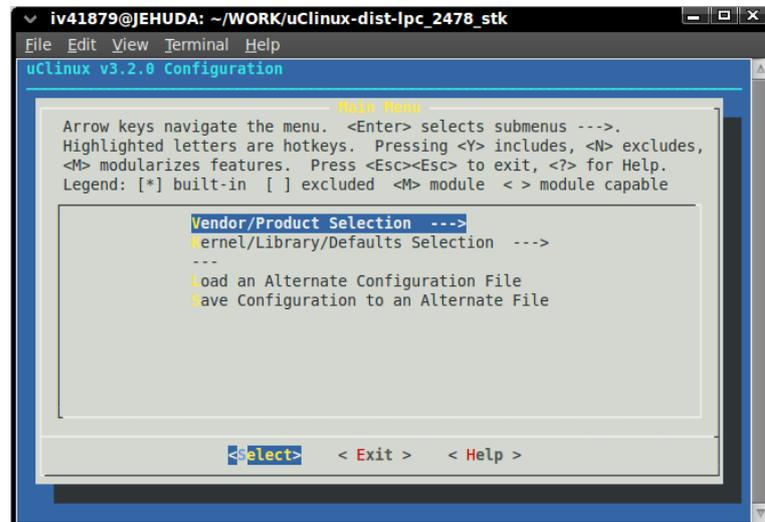 iv41879@JEHUDA: ~/WORK/uClinux-dist-lpc_2478_stk
File Edit View Terminal Help
uClinux v3.2.0 Configuration
Main Menu
Arrow keys navigate the menu. <Enter> selects submenus --->.
Highlighted letters are hotkeys. Pressing <Y> includes, <N> excludes,
<M> modularizes features. Press <Esc><Esc> to exit, <?> for Help.
Legend: [*] built-in [ ] excluded <M> module < > module capable
Vendor/Product Selection --->
Kernel/Library/Defaults Selection --->
---
Load an Alternate Configuration File
Save Configuration to an Alternate File
<Select> < Exit > < Help >